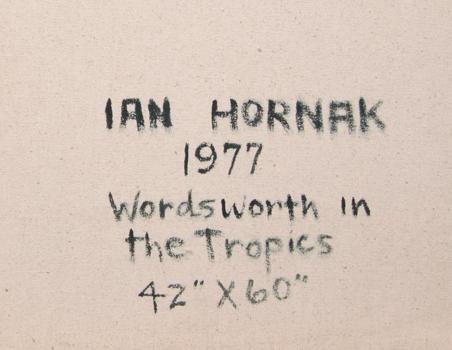 IAN HORNAK
1977
Wordsworth in
the Tropics
42" X 60"